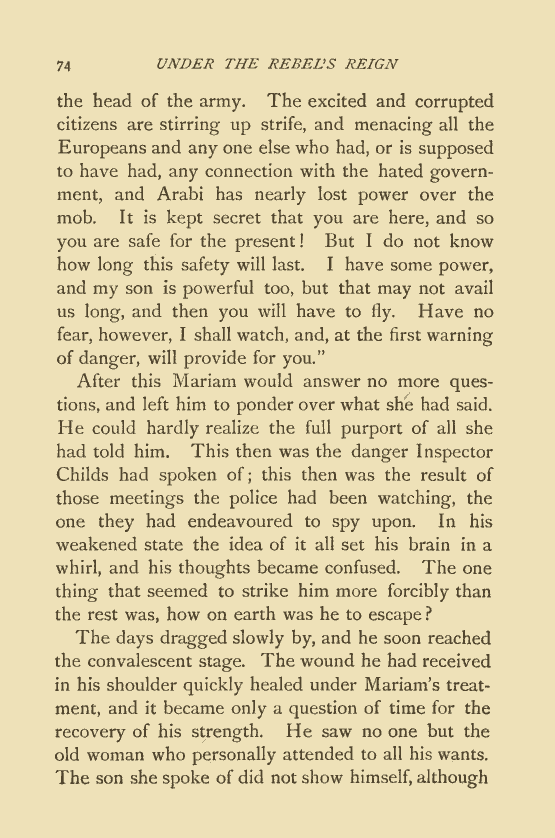 74 UNDER THE REBEL'S REIGN
the head of the army. The excited and corrupted
citizens are stirring up strife, and menacing all the
Europeans and any one else who had, or is supposed
to have had, any connection with the hated govern-
ment, and Arabi has nearly lost power over the
mob. It is kept secret that you are here, and so
you are safe for the present! But I do not know
how long this safety will last. I have some power,
and my son is powerful too, but that may not avail
us long, and then you will have to fly. Have no
fear, however, I shall watch, and, at the first warning
of danger, will provide for you."
After this Mariam would answer no more ques-
tions, and left him to ponder over what she had said.
He could hardly realize the full purport of all she
had told him. This then was the danger Inspector
Childs had spoken of; this then was the result of
those meetings the police had been watching, the
one they had endeavoured to spy upon. In his
weakened state the idea of it all set his brain in a
whirl, and his thoughts became confused. The one
thing that seemed to strike him more forcibly than
the rest was, how on earth was he to escape?
The days dragged slowly by, and he soon reached
the convalescent stage. The wound he had received
in his shoulder quickly healed under Mariam's treat-
ment, and it became only a question of time for the
recovery of his strength. He saw no one but the
old woman who personally attended to all his wants.
The son she spoke of did not show himself, although